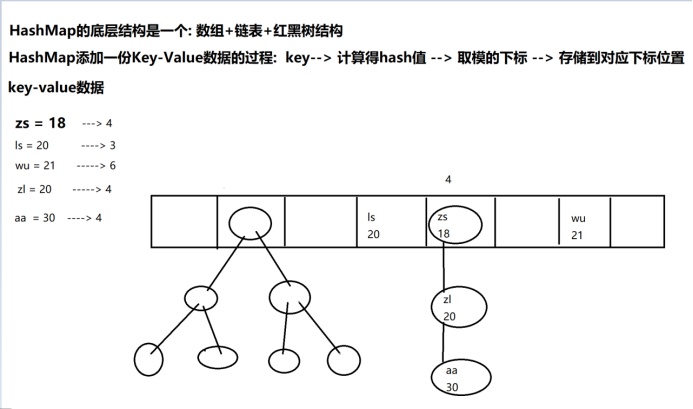 HashMap的底层结构是一个: 数组+链表+红黑树结构
HashMap添加一份Key-Value数据的过程: key--> 计算得hash值 --> 取模的下标 --> 存储到对应下标位置
key-value数据
zs = 18 ---> 4
ls = 20 ----> 3
wu = 21 -----> 6
zl = 20 -----> 4
aa = 30 ----> 4
4
ls
20
zs
18
wu
21
zl
20
aa
30